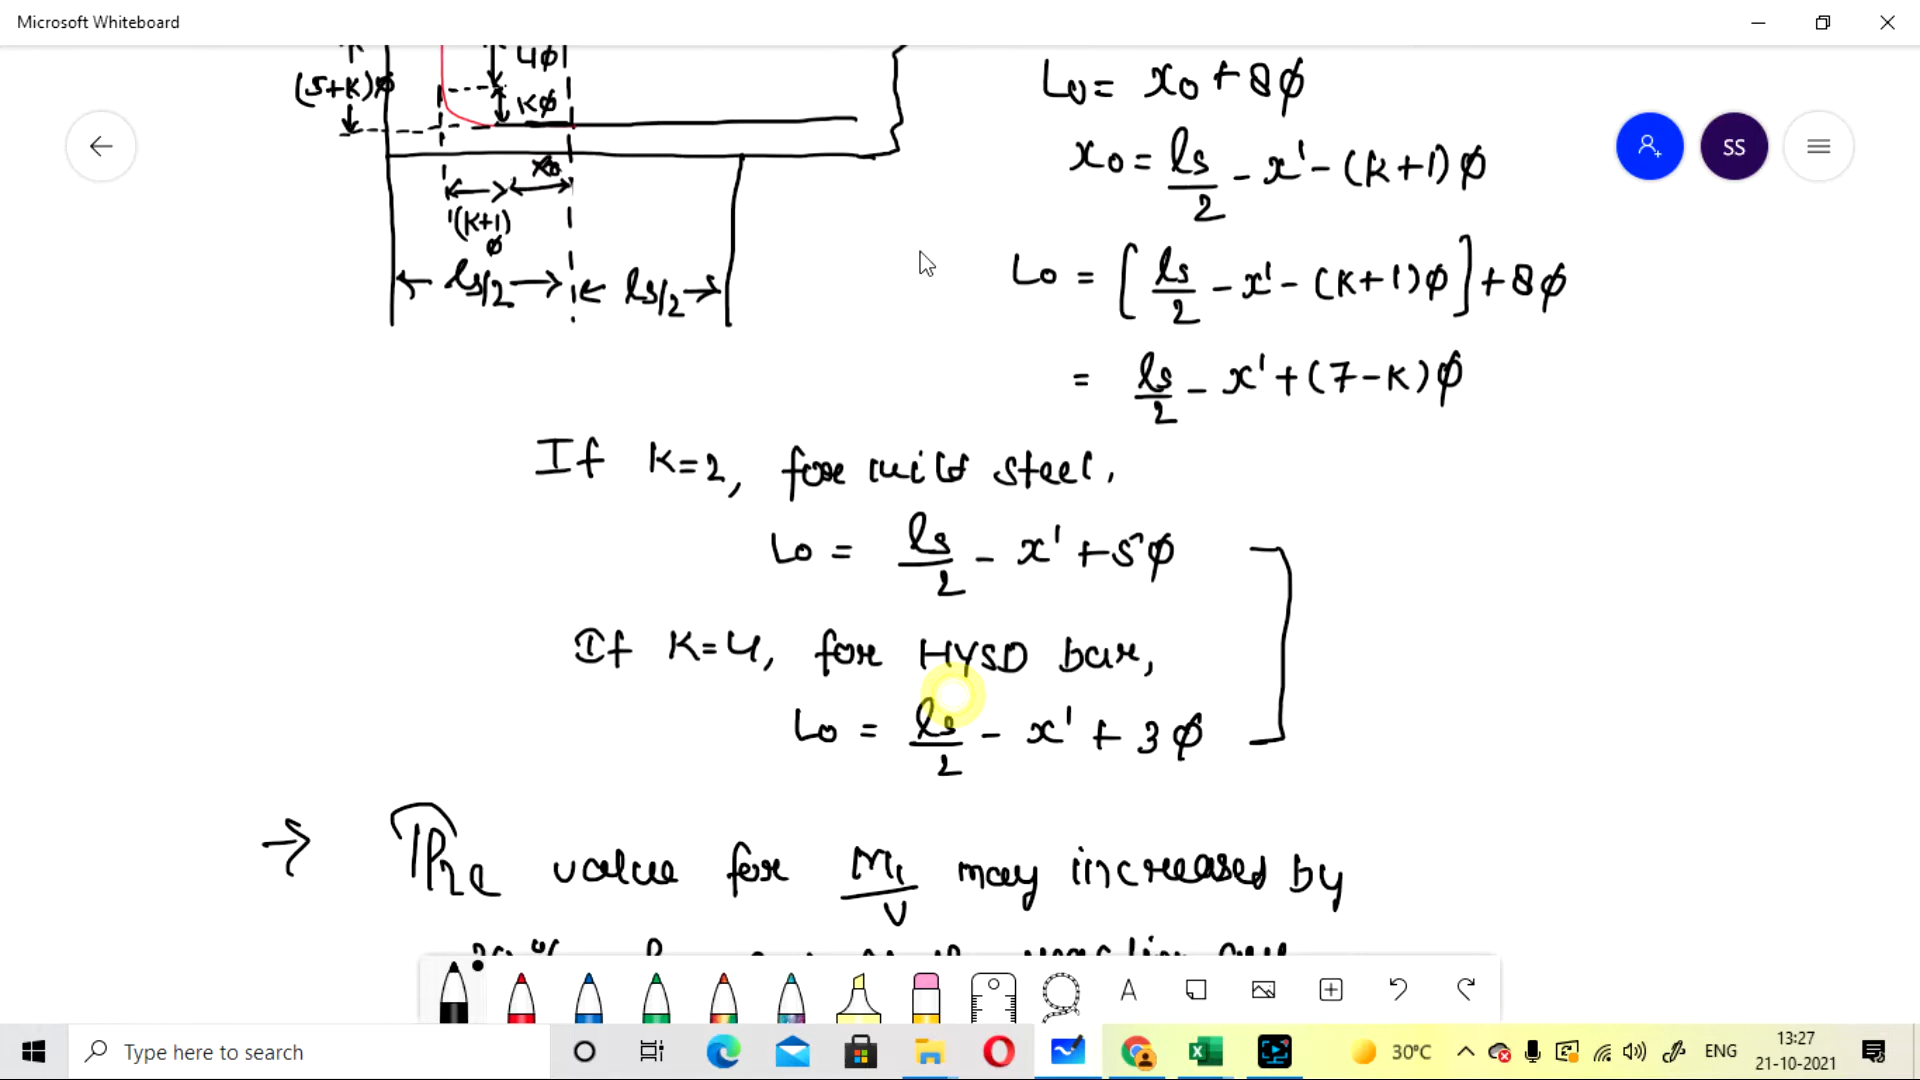 Microsoft Whiteboard
4φ
(5+K)φ
Kφ
x₀
(K+1)
φ
ls/2
ls/2
L₀ = x₀ + 8φ
x₀ = ls/2 - x' - (K+1)φ
L₀ = [ls/2 - x' - (K+1)φ] + 8φ
= ls/2 - x' + (7-K)φ
SS
If K=2, for mild steel.
L₀ = ls/2 - x' + 5φ
If K=4, for HYSD bar,
L₀ = ls/2 - x' + 3φ
→ The value for M₁/V may increased by
A
Type here to search
30°C
ENG
13:27
21-10-2021